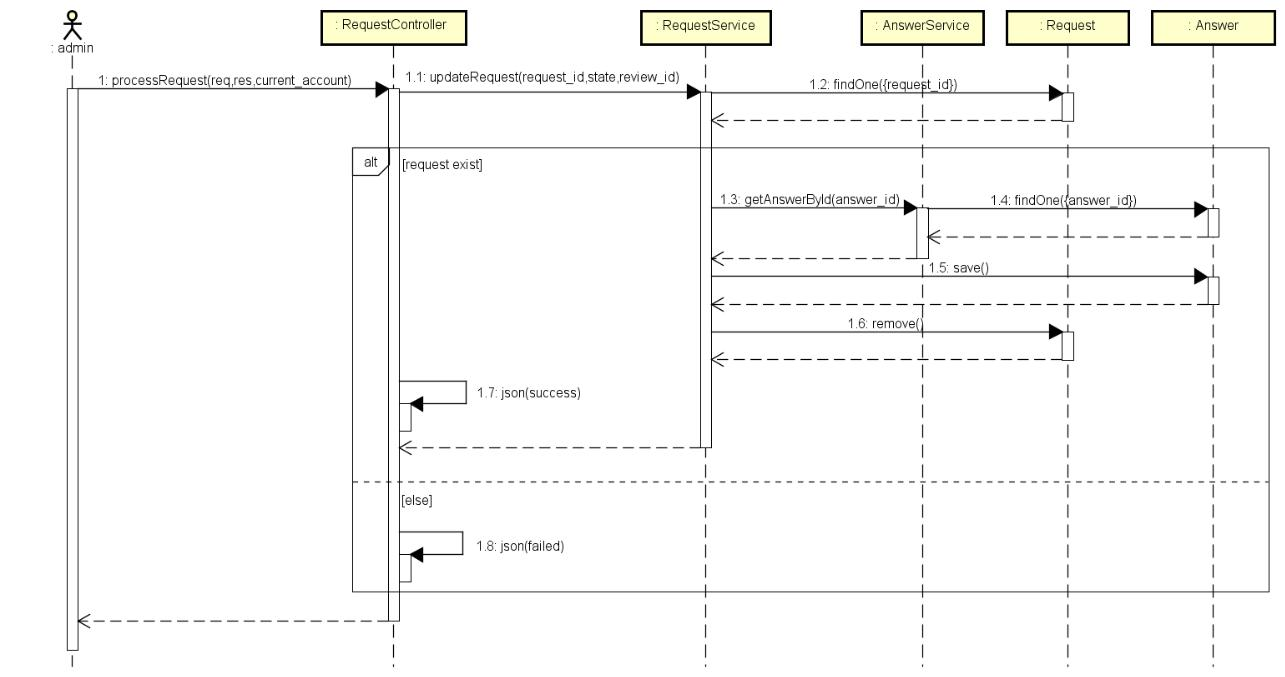 : RequestController
: RequestService
: AnswerService
: Request
: Answer
: admin
1: processRequest(req,res,current_account)
1.1: updateRequest(request_id,state,review_id)
1.2: findOne({request_id})
alt
[request exist]
1.3: getAnswerById(answer_id)
1.4: findOne({answer_id})
1.5: save()
1.6: remove()
1.7: json(success)
[else]
1.8: json(failed)